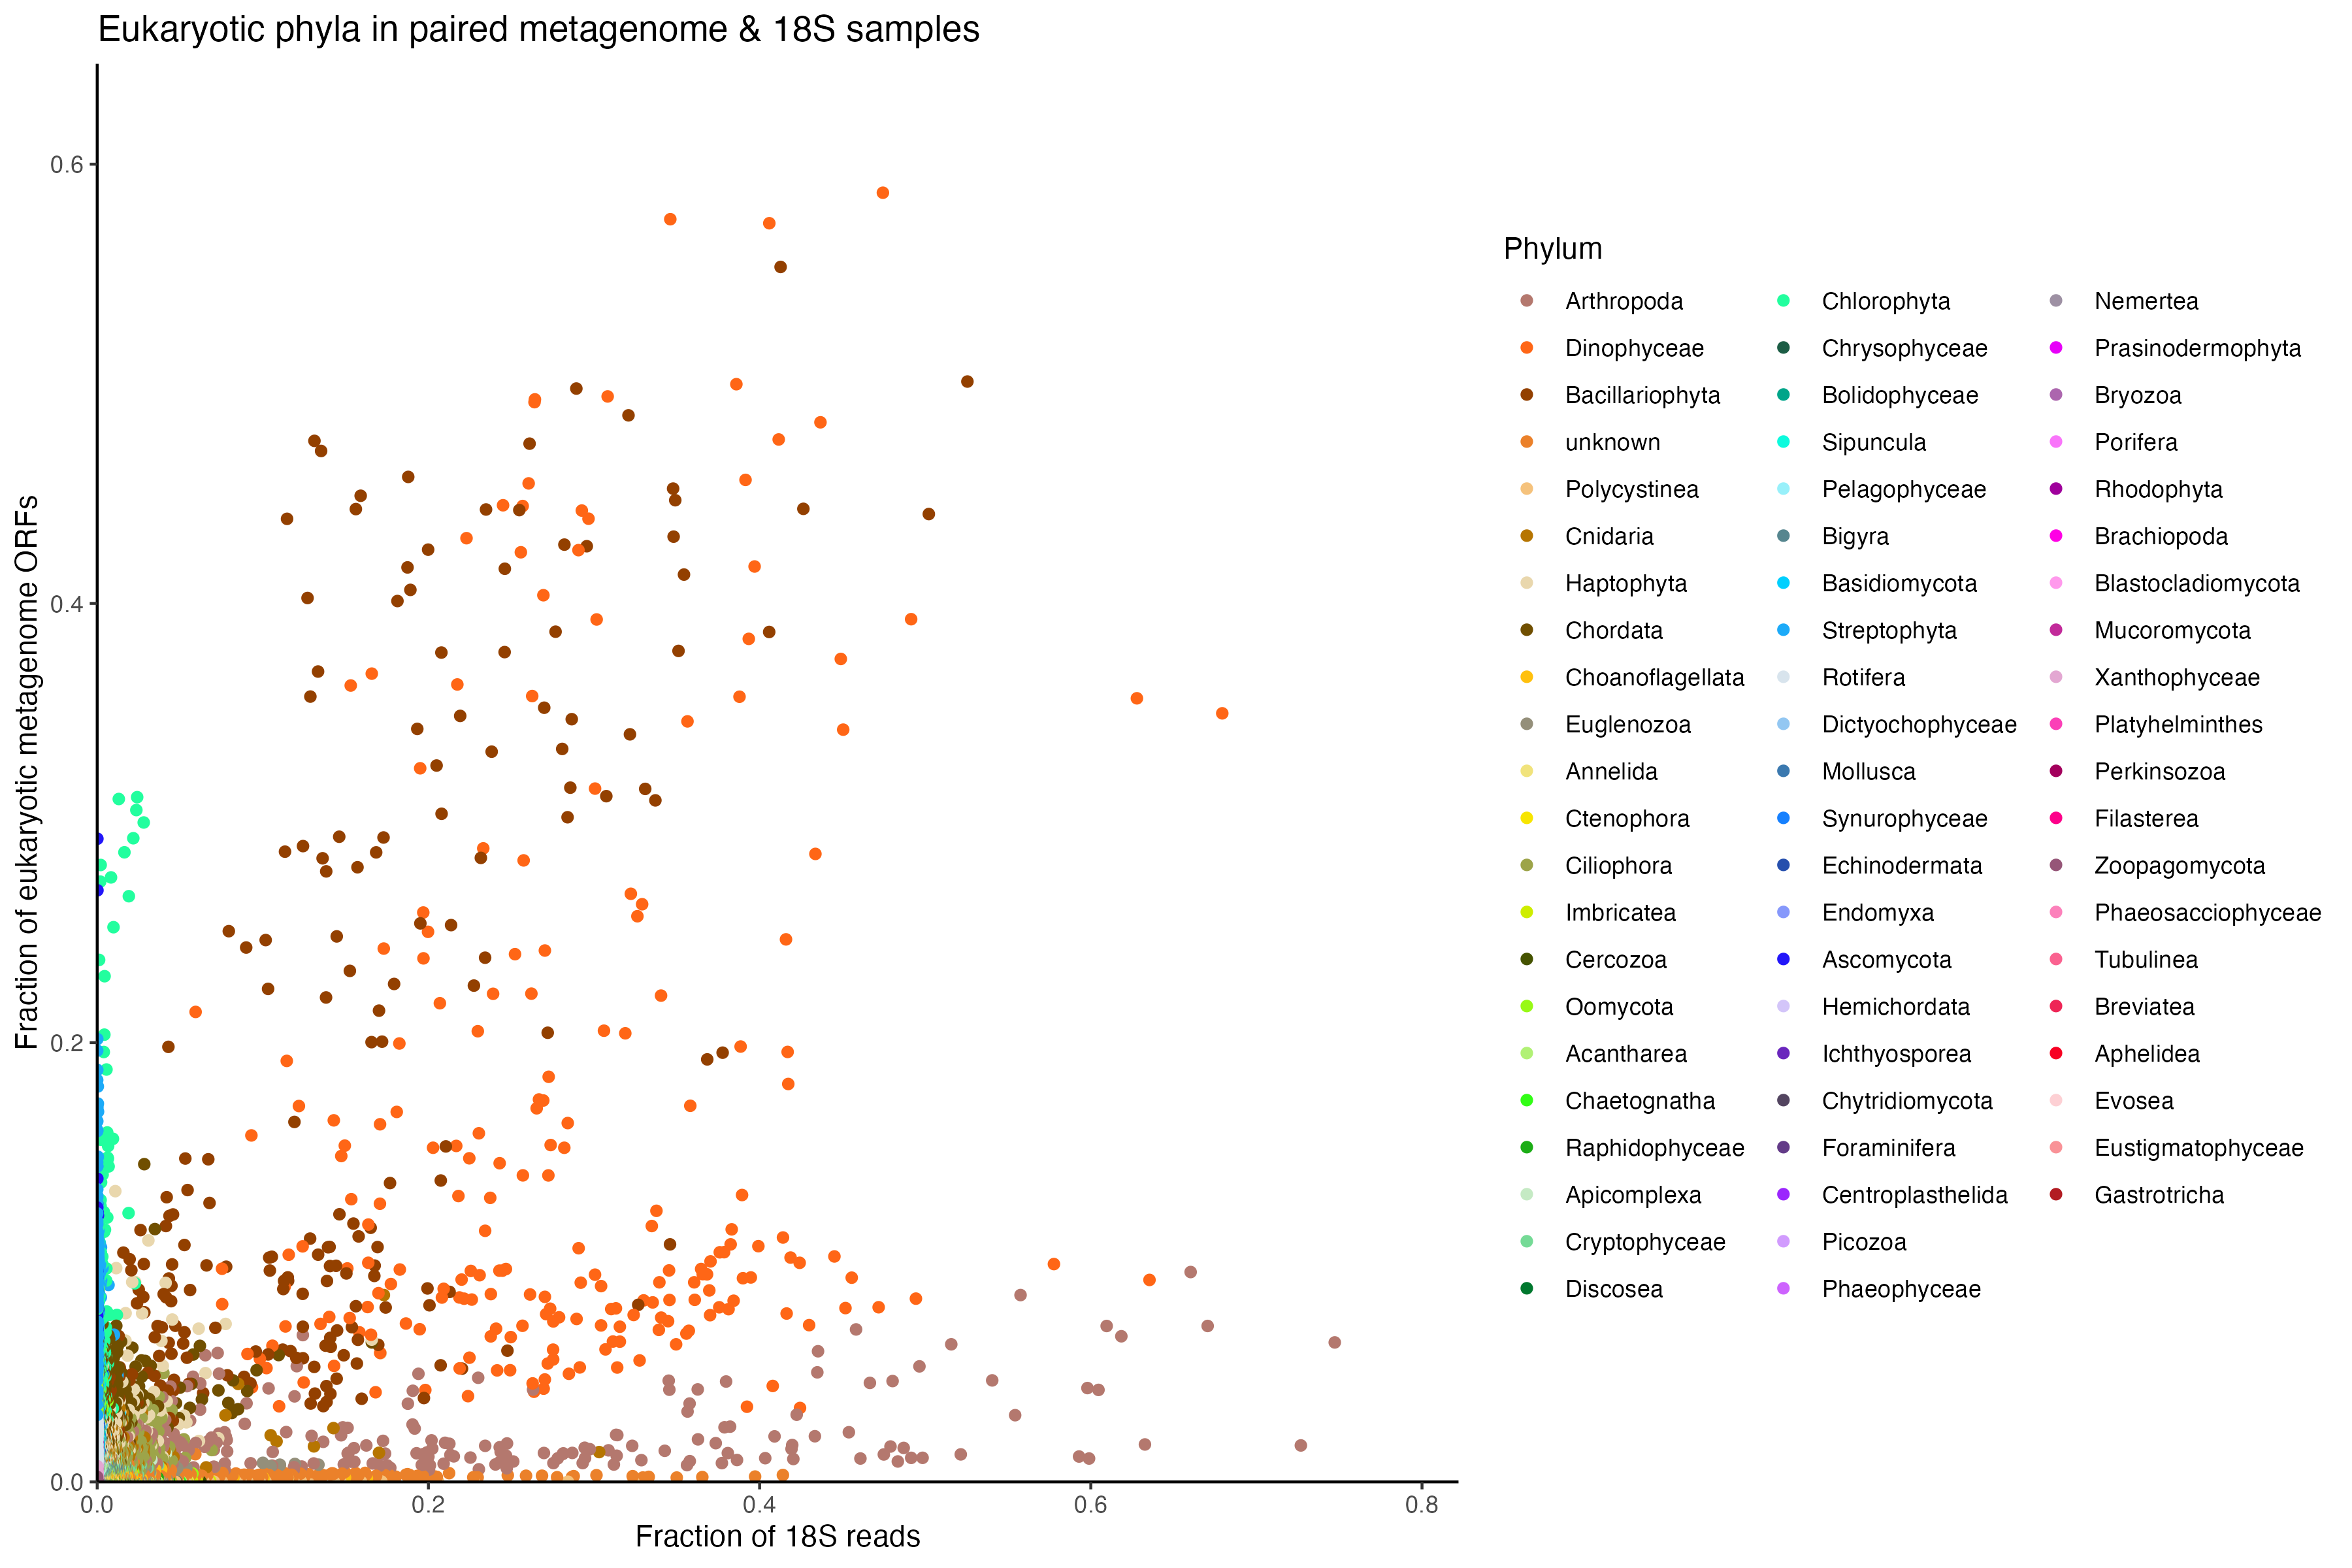 Eukaryotic phyla in paired metagenome & 18S samples
Fraction of eukaryotic metagenome ORFs
0.6
0.4
0.2
0.0
0.0
0.2
0.4
0.6
0.8
Fraction of 18S reads
Phylum
Arthropoda
Dinophyceae
Bacillariophyta
unknown
Polycystinea
Cnidaria
Haptophyta
Chordata
Choanoflagellata
Euglenozoa
Annelida
Ctenophora
Ciliophora
Imbricatea
Cercozoa
Oomycota
Acantharea
Chaetognatha
Raphidophyceae
Apicomplexa
Cryptophyceae
Discosea
Chlorophyta
Chrysophyceae
Bolidophyceae
Sipuncula
Pelagophyceae
Bigyra
Basidiomycota
Streptophyta
Rotifera
Dictyochophyceae
Mollusca
Synurophyceae
Echinodermata
Endomyxa
Ascomycota
Hemichordata
Ichthyosporea
Chytridiomycota
Foraminifera
Centroplasthelida
Picozoa
Phaeophyceae
Nemertea
Prasinodermophyta
Bryozoa
Porifera
Rhodophyta
Brachiopoda
Blastocladiomycota
Mucoromycota
Xanthophyceae
Platyhelminthes
Perkinsozoa
Filasterea
Zoopagomycota
Phaeosacciophyceae
Tubulinea
Breviatea
Aphelidea
Evosea
Eustigmatophyceae
Gastrotricha